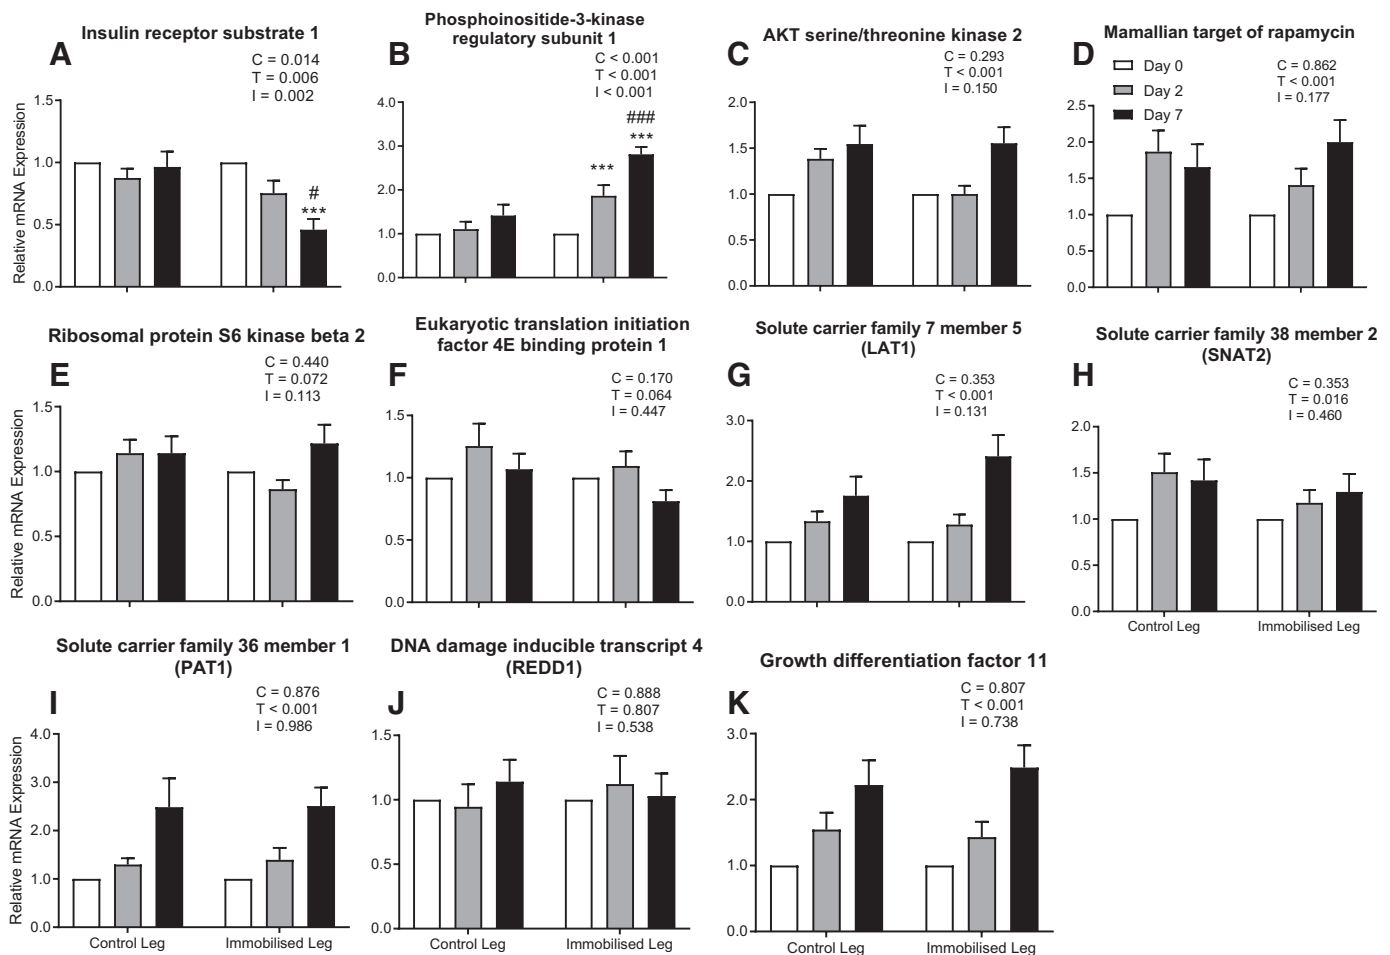 Insulin receptor substrate 1
A
C = 0.014
T = 0.006
I = 0.002
Relative mRNA Expression
1.5
1.0
0.5
0.0
#
***
Phosphoinositide-3-kinase
regulatory subunit 1
B
C < 0.001
T < 0.001
I < 0.001
4.0
3.0
2.0
1.0
0.0
***
###
***
AKT serine/threonine kinase 2
C
C = 0.293
T < 0.001
I = 0.150
2.0
1.5
1.0
0.5
0.0
Mamallian target of rapamycin
D
Day 0
Day 2
Day 7
C = 0.862
T < 0.001
I = 0.177
2.5
2.0
1.5
1.0
0.5
0.0
Ribosomal protein S6 kinase beta 2
E
C = 0.440
T = 0.072
I = 0.113
Relative mRNA Expression
1.5
1.0
0.5
0.0
Eukaryotic translation initiation
factor 4E binding protein 1
F
C = 0.170
T = 0.064
I = 0.447
1.5
1.0
0.5
0.0
Solute carrier family 7 member 5
(LAT1)
G
C = 0.353
T < 0.001
I = 0.131
3.0
2.0
1.0
0.0
Solute carrier family 38 member 2
(SNAT2)
H
C = 0.353
T = 0.016
I = 0.460
2.0
1.5
1.0
0.5
0.0
Control Leg
Immobilised Leg
Solute carrier family 36 member 1
(PAT1)
I
C = 0.876
T < 0.001
I = 0.986
Relative mRNA Expression
4.0
3.0
2.0
1.0
0.0
Control Leg
Immobilised Leg
DNA damage inducible transcript 4
(REDD1)
J
C = 0.888
T = 0.807
I = 0.538
1.5
1.0
0.5
0.0
Control Leg
Immobilised Leg
Growth differentiation factor 11
K
C = 0.807
T < 0.001
I = 0.738
3.0
2.0
1.0
0.0
Control Leg
Immobilised Leg